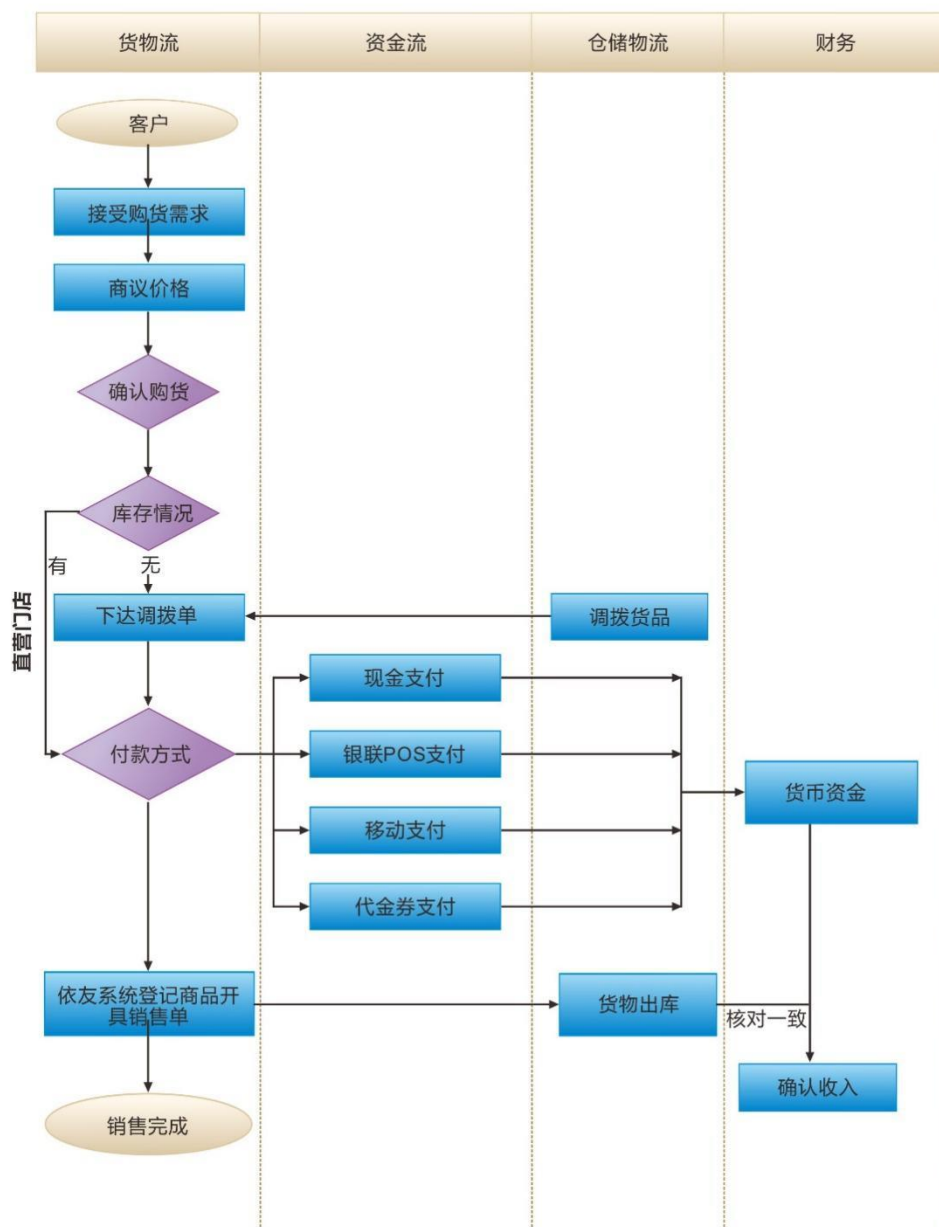 货物流
资金流
仓储物流
财务
客户
接受购货需求
商议价格
确认购货
库存情况
有
无
直营门店
下达调拨单
调拨货品
现金支付
付款方式
银联POS支付
货币资金
移动支付
代金券支付
依友系统登记商品开
具销售单
货物出库
核对一致
确认收入
销售完成